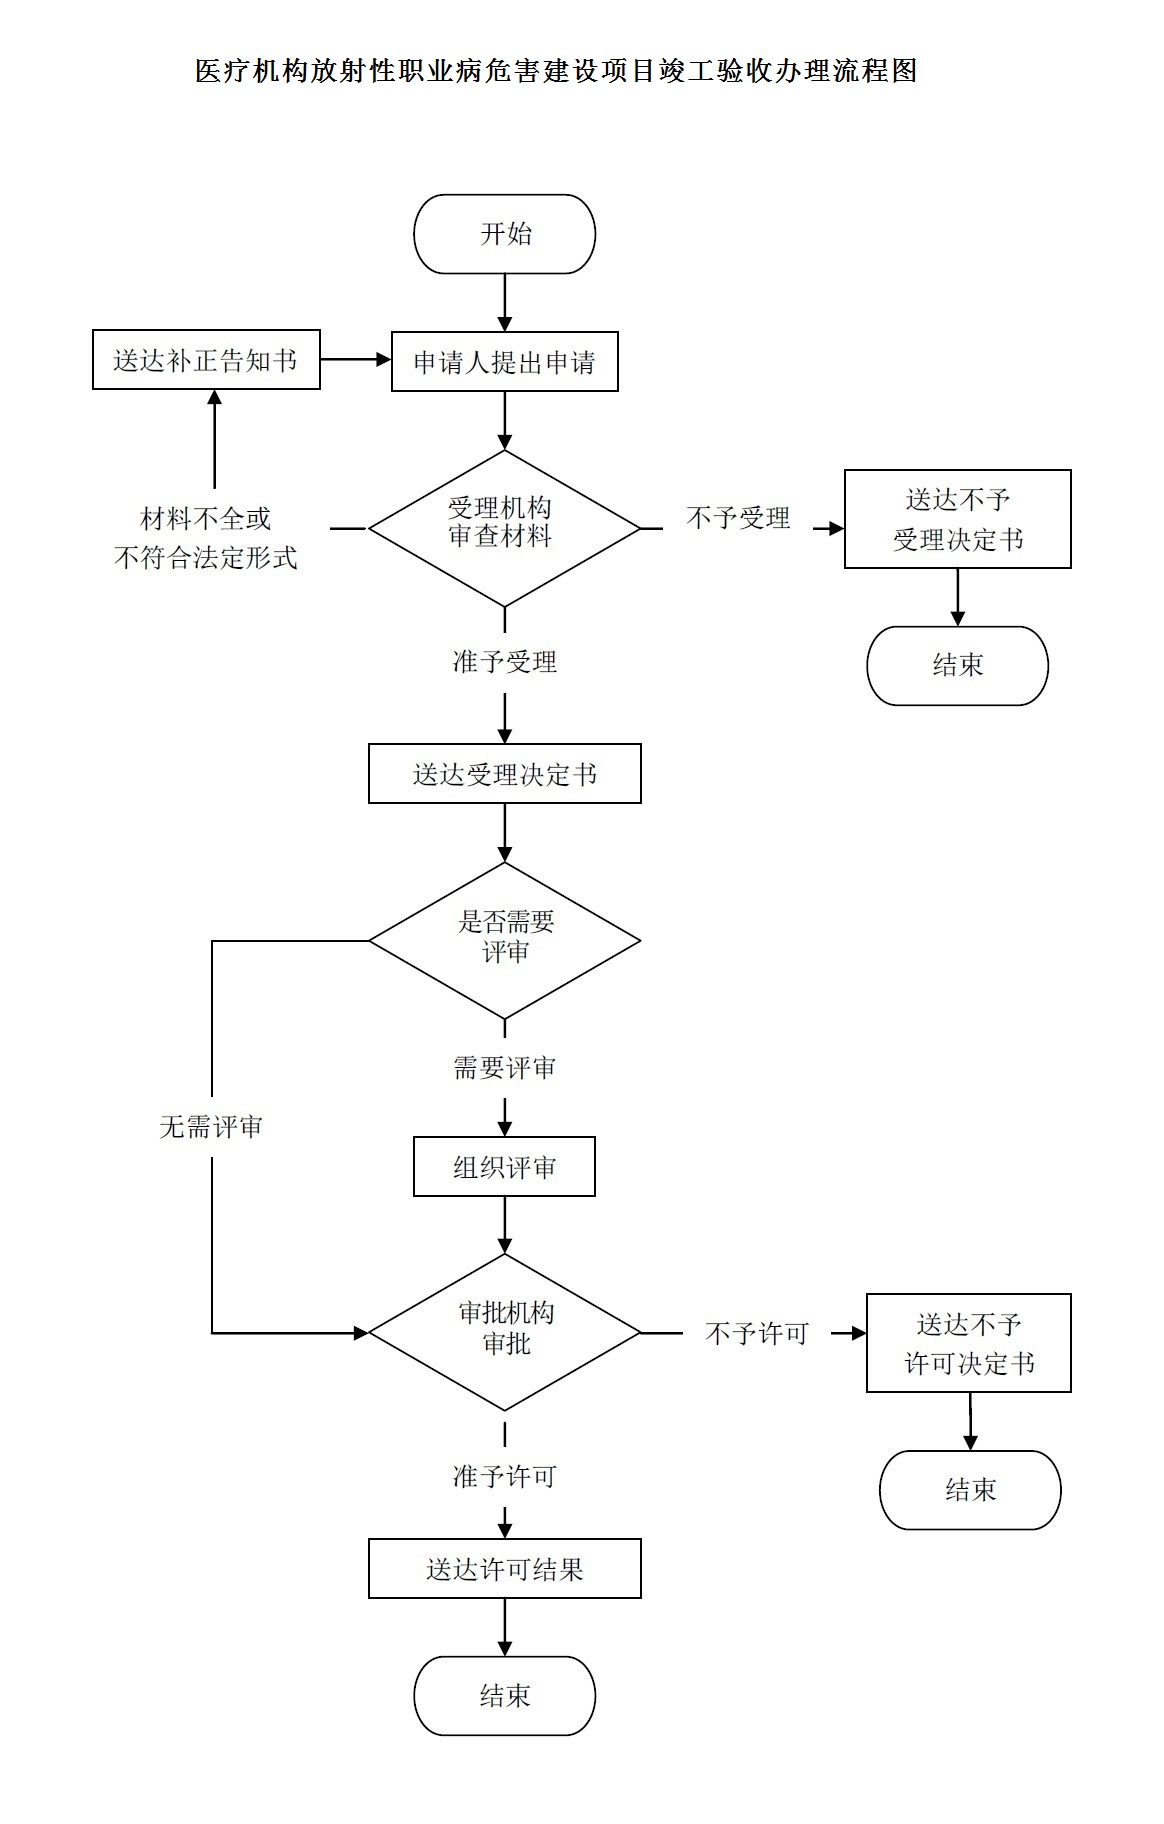 医疗机构放射性职业病危害建设项目竣工验收办理流程图
开始
送达补正告知书
申请人提出申请
材料不全或
不符合法定形式
受理机构
审查材料
不予受理
送达不予
受理决定书
结束
准予受理
送达受理决定书
是否需要
评审
需要评审
无需评审
组织评审
审批机构
审批
不予许可
送达不予
许可决定书
结束
准予许可
送达许可结果
结束